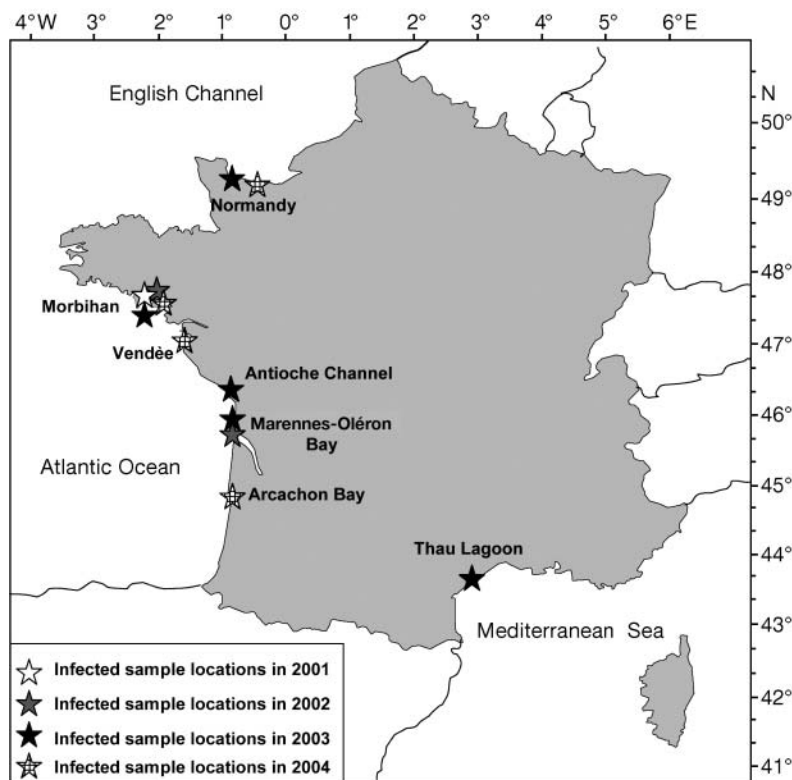 4°W 3° 2° 1° 0° 1° 2° 3° 4° 5° 6°E
English Channel
N
50°
49°
Normandy
48°
Morbihan
47°
Vendèe
Antioche Channel
46°
Marennes-Oléron
Bay
Atlantic Ocean
45°
Arcachon Bay
Thau Lagoon
44°
Mediterranean Sea
43°
Infected sample locations in 2001
42°
Infected sample locations in 2002
Infected sample locations in 2003
Infected sample locations in 2004
41°